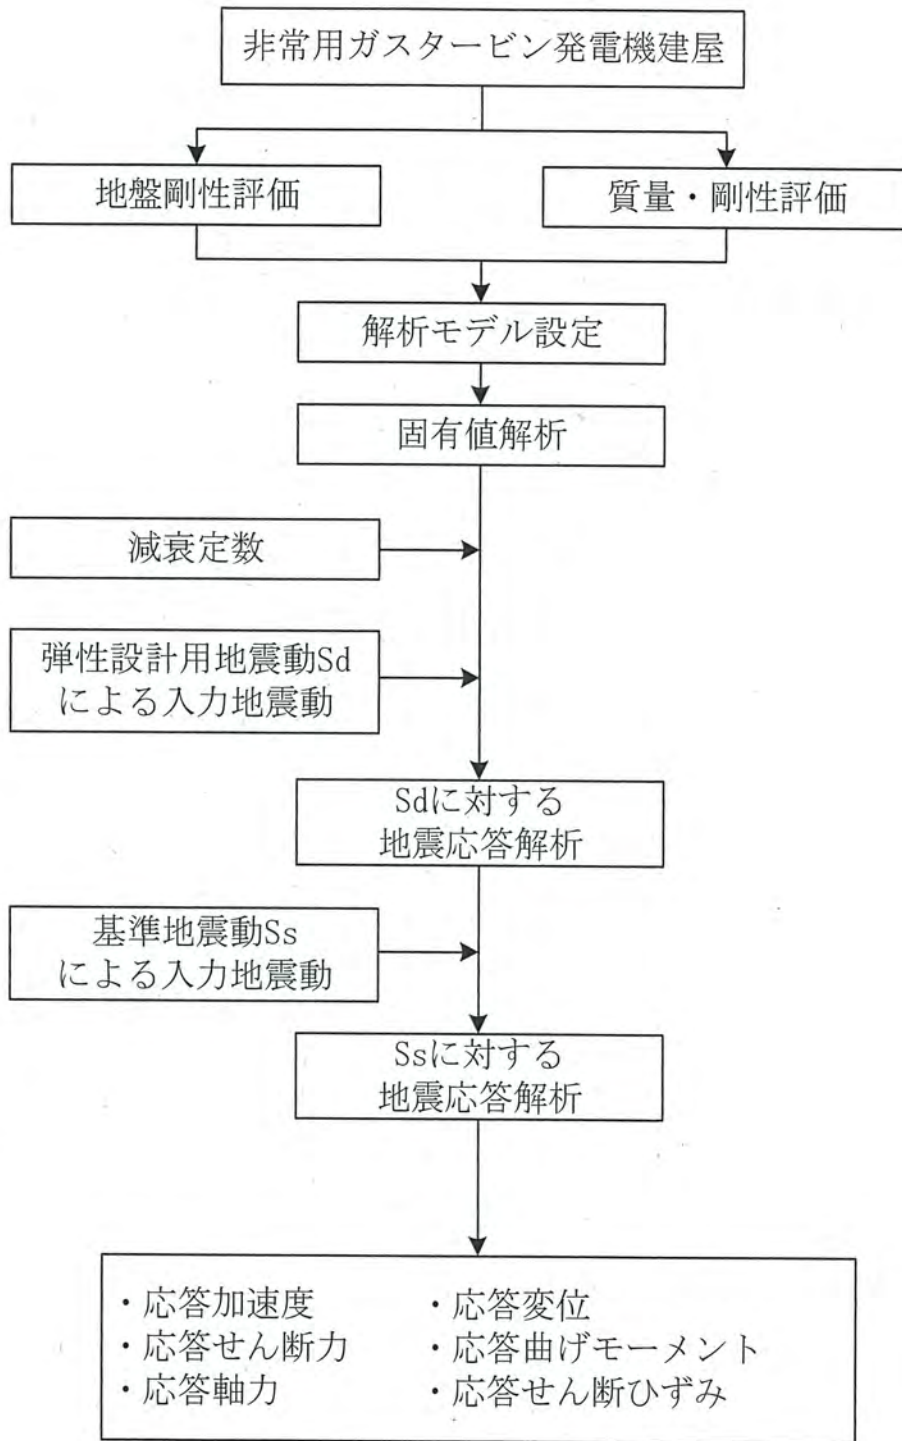 非常用ガスタービン発電機建屋
地盤剛性評価
質量・剛性評価
解析モデル設定
固有値解析
減衰定数
弾性設計用地震動Sd
による入力地震動
Sdに対する
地震応答解析
基準地震動Ss
による入力地震動
Ssに対する
地震応答解析
・応答加速度
・応答変位
・応答せん断力
・応答曲げモーメント
・応答軸力
・応答せん断ひずみ